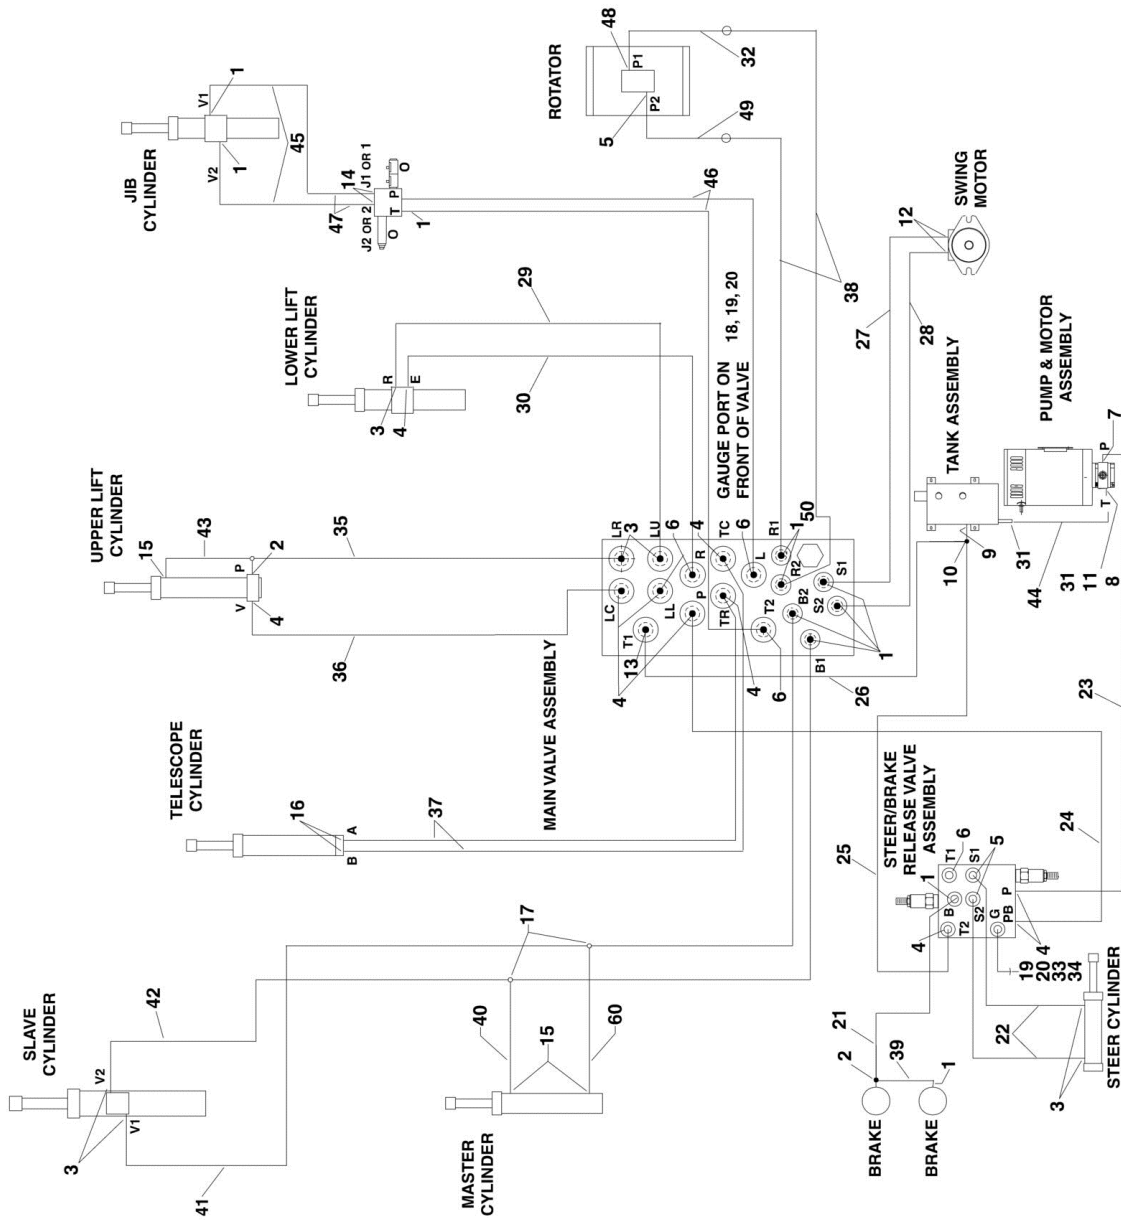 SLAVE
CYLINDER
MASTER
CYLINDER
TELESCOPE
CYLINDER
UPPER LIFT
CYLINDER
LOWER LIFT
CYLINDER
JIB
CYLINDER
ROTATOR
SWING
MOTOR
TANK ASSEMBLY
PUMP & MOTOR
ASSEMBLY
MAIN VALVE ASSEMBLY
GAUGE PORT ON
FRONT OF VALVE
18, 19, 20
STEER/BRAKE
RELEASE VALVE
ASSEMBLY
STEER CYLINDER
BRAKE
BRAKE
V1
V2
3
41
42
40
15
60
17
16
A
B
37
15
43
P
2
V
4
35
36
R
E
3
4
29
30
V1
V2
1
1
45
47
14
J1 OR 1
J2 OR 2
T
P
O
O
1
46
48
P1
P2
5
32
49
38
12
27
28
LR
3
LU
6
R
4
TC
6
L
R1
1
50
R2
LC
LL
P
TR
T2
B2
S1
S2
T1
13
4
4
6
B1
1
26
10
9
31
44
31
T
P
7
11
8
23
24
25
1
T1
6
S1
5
B
S2
G
P
PB
T2
4
4
19
20
33
34
21
2
39
1
22
3